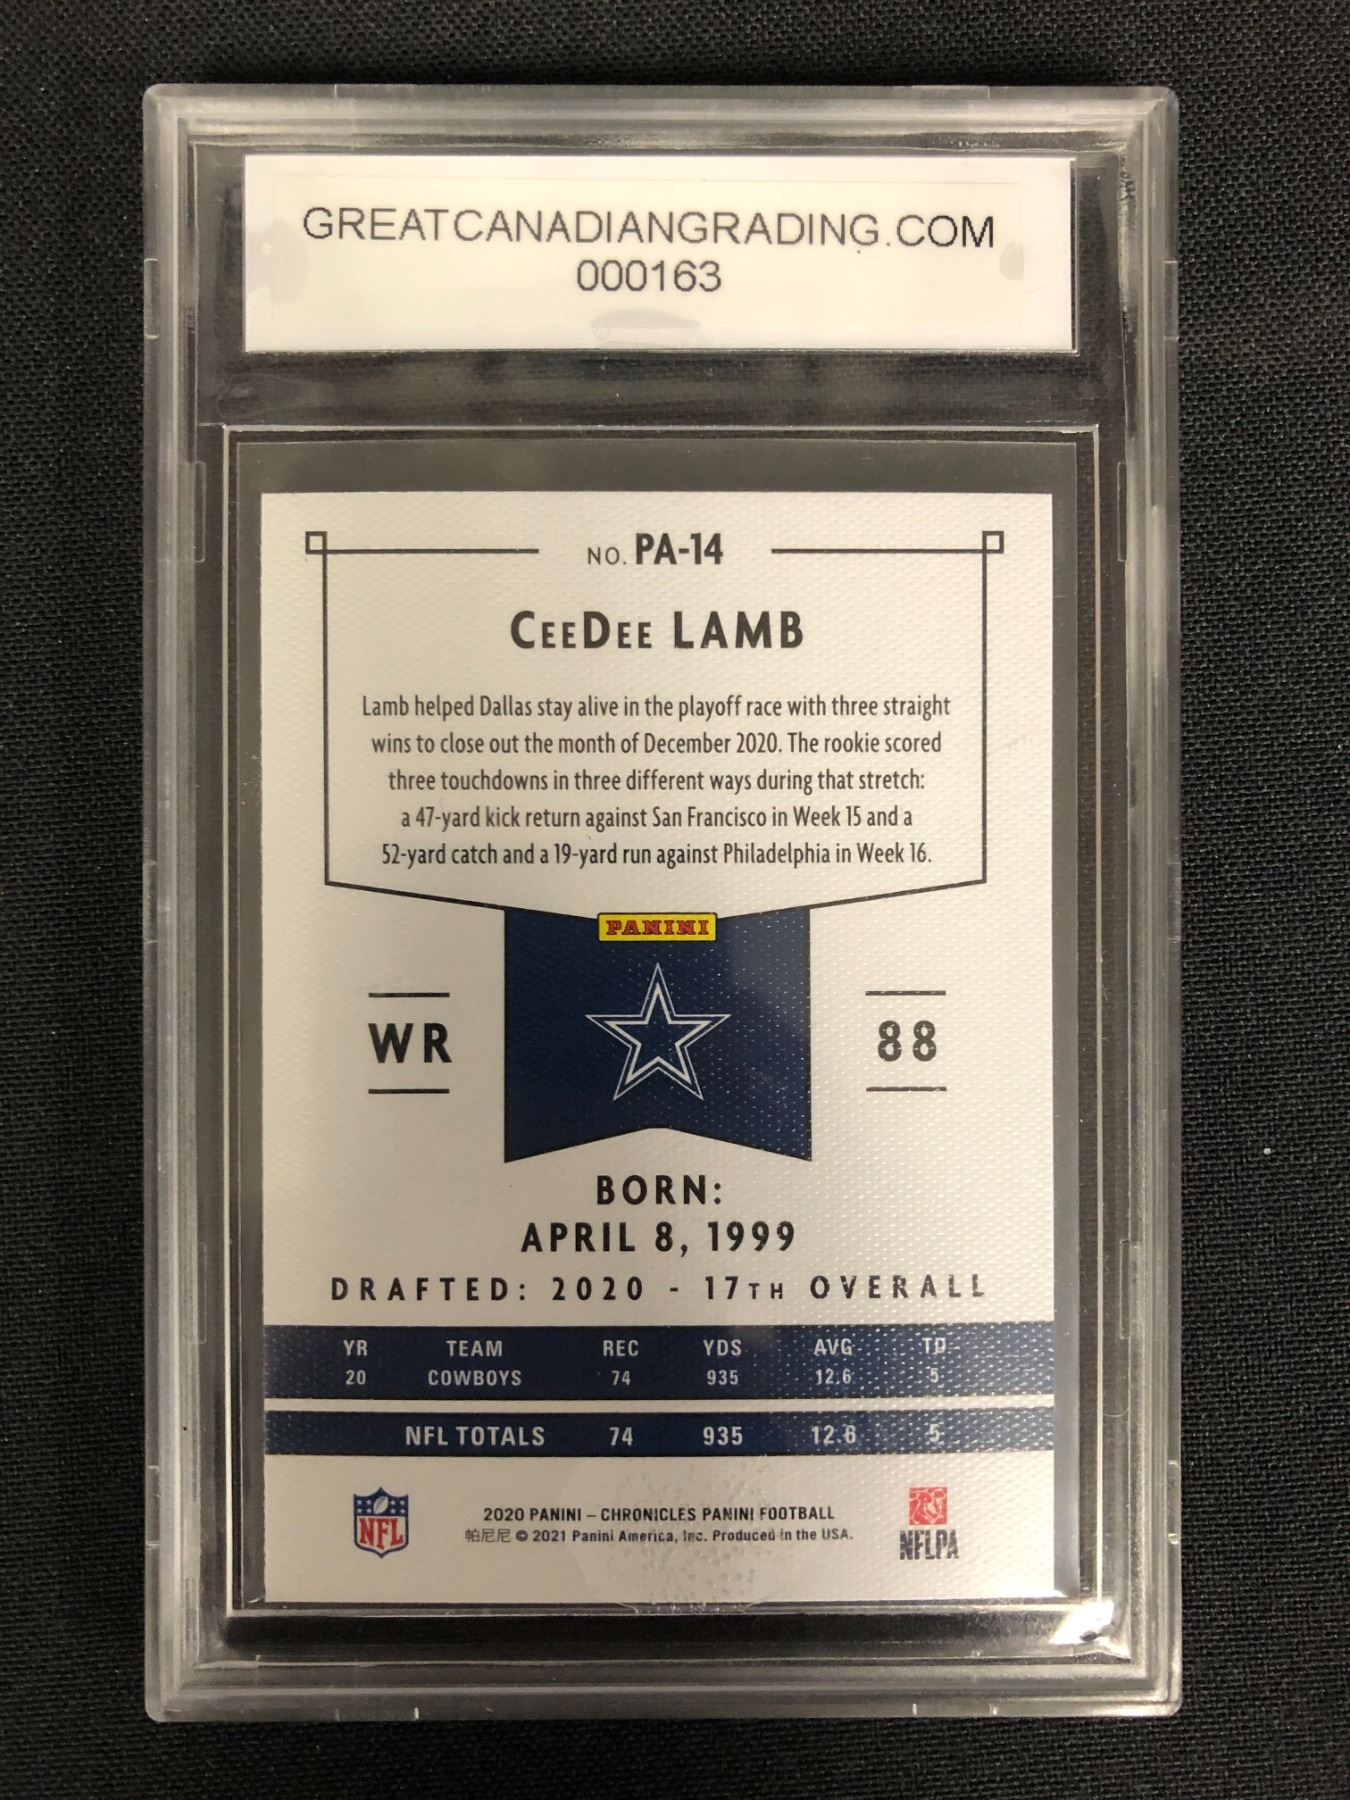 GREATCANADIANGRADING.COM
000163
NO. PA-14
CEEDEE LAMB
Lamb helped Dallas stay alive in the playoff race with three straight
wins to close out the month of December 2020. The rookie scored
three touchdowns in three different ways during that stretch:
a 47-yard kick return against San Francisco in Week 15 and a
52-yard catch and a 19-yard run against Philadelphia in Week 16.
PANINI
WR 88
BORN:
APRIL 8, 1999
DRAFTED: 2020 - 17TH OVERALL
YR TEAM REC YDS AVG TD
20 COWBOYS 74 935 12.6 5
NFL TOTALS 74 935 12.6 5
NFL
2020 PANINI – CHRONICLES PANINI FOOTBALL
帕尼尼 © 2021 Panini America, Inc. Produced in the USA.
NFLPA